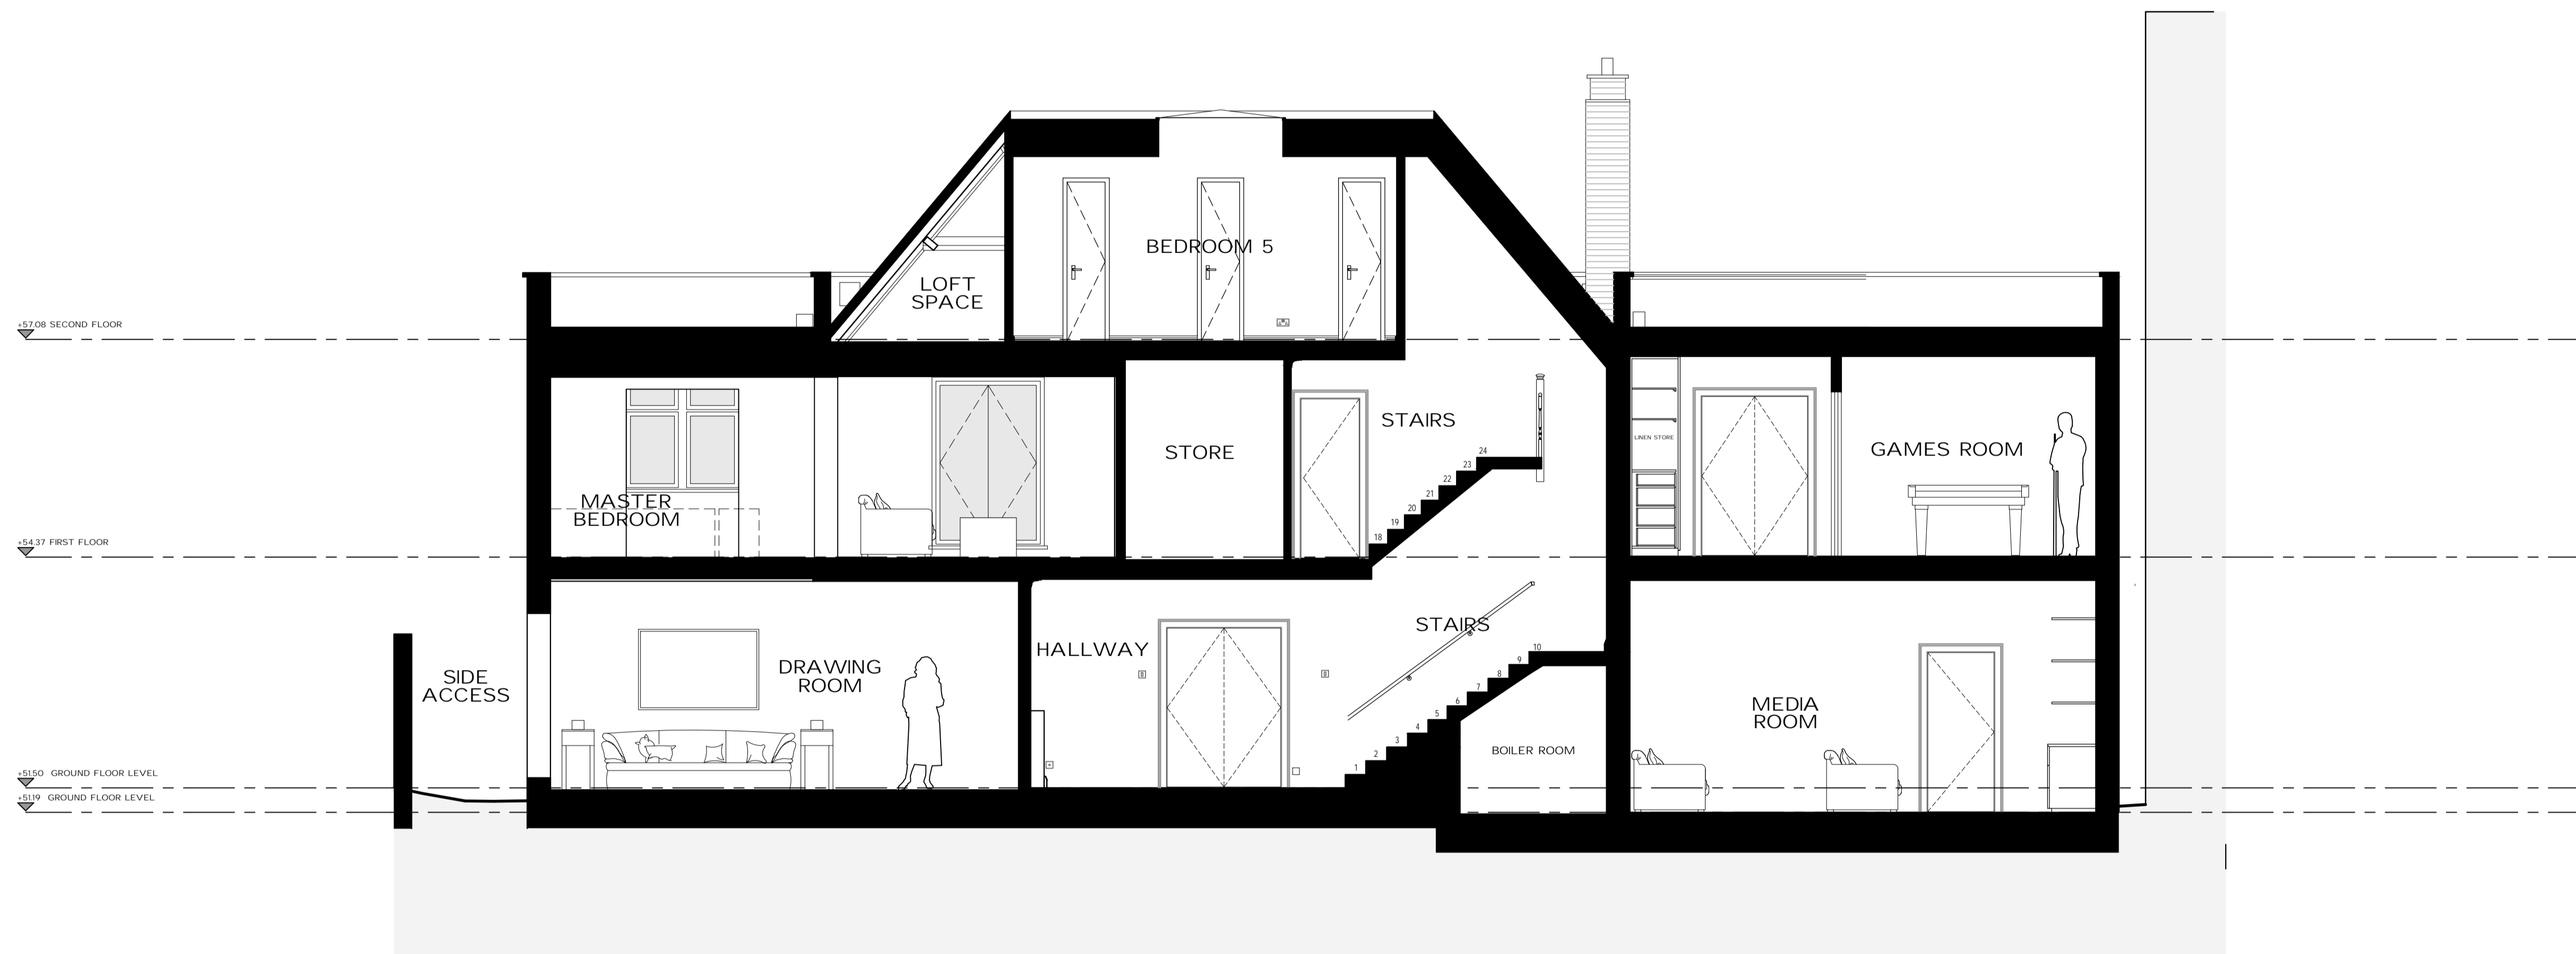 BEDROOM 5
LOFT
SPACE
+57.08 SECOND FLOOR
STAIRS
24
23
22
21
20
19
18
STORE
LINEN STORE
GAMES ROOM
MASTER
BEDROOM
+54.37 FIRST FLOOR
STAIRS
HALLWAY
10
9
8
7
6
5
4
3
2
1
DRAWING
ROOM
SIDE
ACCESS
MEDIA
ROOM
BOILER ROOM
+51.50 GROUND FLOOR LEVEL
+51.19 GROUND FLOOR LEVEL